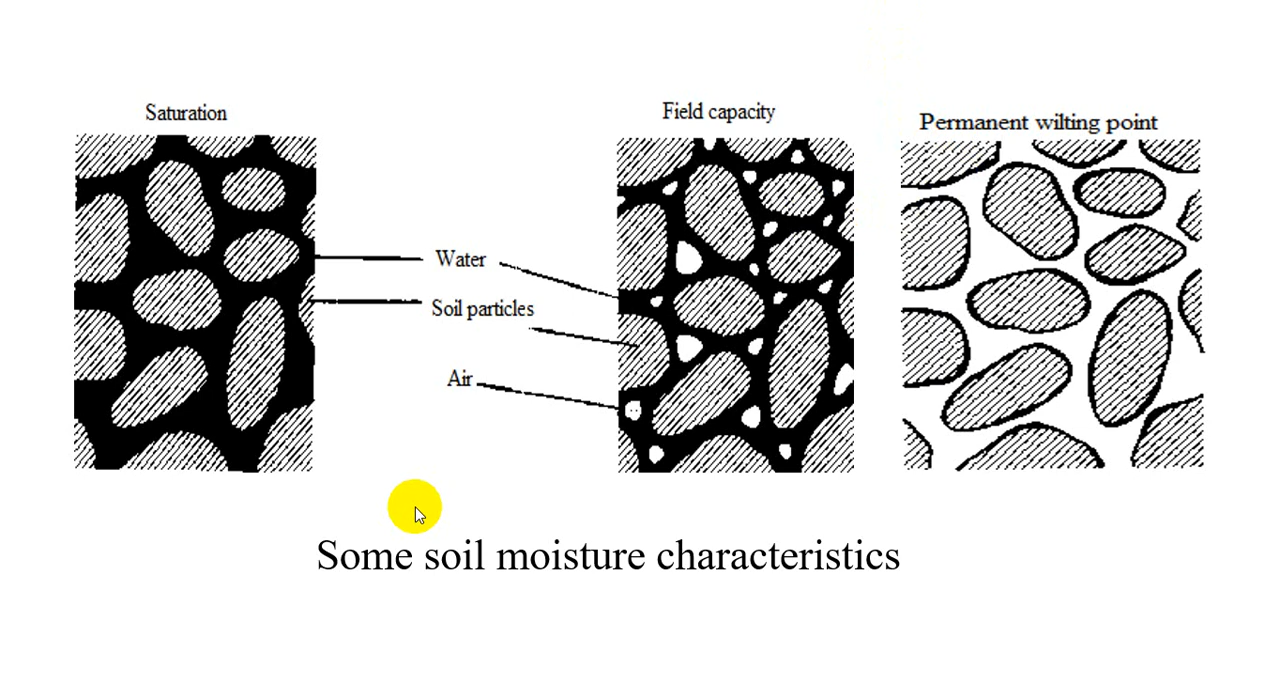 Saturation
Field capacity
Permanent wilting point
Water
Soil particles
Air
Some soil moisture characteristics